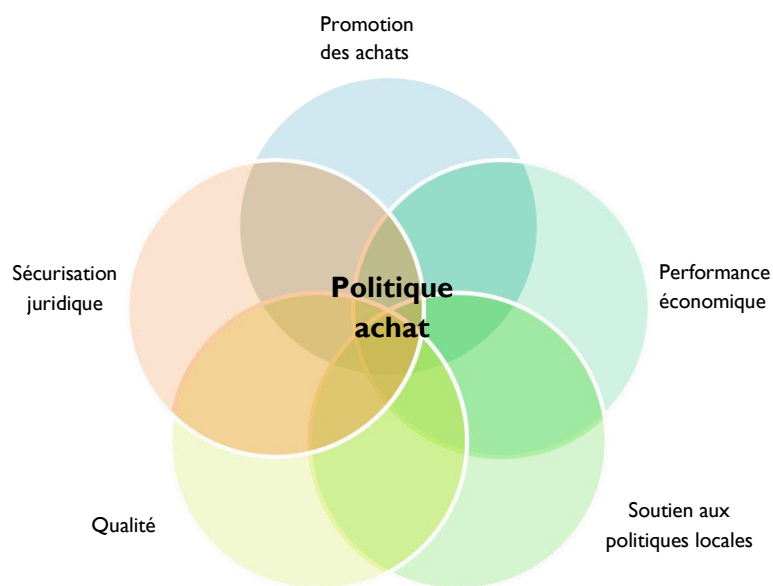 Promotion
des achats
Sécurisation
juridique
Politique
achat
Performance
économique
Qualité
Soutien aux
politiques locales